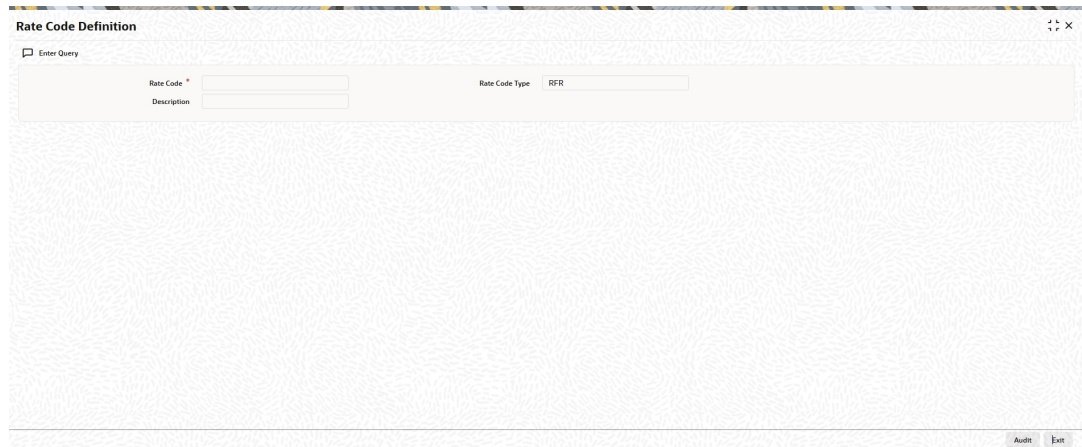 Rate Code Definition
Enter Query
Rate Code * Rate Code Type RFR
Description
Audit Exit